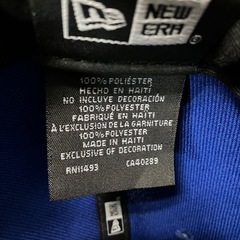 NEW
ERA
100% POLIÉSTER
HECHO EN HAITI
NO INCLUYE DECORACIÓN
100% POLYESTER
FABRIQUÉ EN HAITI
A L'EXCLUSION DE LA GARNITURE
100% POLYESTER
MADE IN HAITI
EXCLUSIVE OF DECORATION
RN11493 CA40289